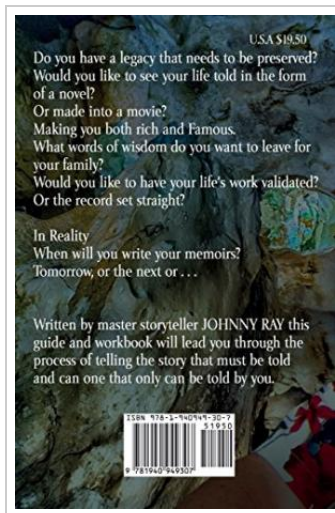 U.S.A $19.50
Do you have a legacy that needs to be preserved?
Would you like to see your life told in the form
of a novel?
Or made into a movie?
Making you both rich and Famous.
What words of wisdom do you want to leave for
your family?
Would you like to have your life's work validated?
Or the record set straight?
In Reality
When will you write your memoirs?
Tomorrow, or the next or . . .
Written by master storyteller JOHNNY RAY this
guide and workbook will lead you through the
process of telling the story that must be told
and can one that only can be told by you.
ISBN 978-1-940949-30-7
51950
9 781940 949307